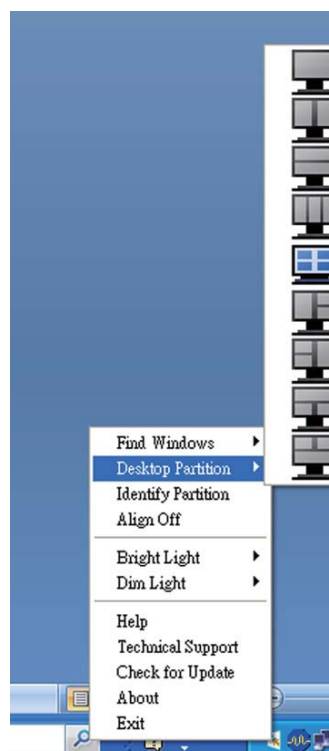 Find Windows
Desktop Partition
Identify Partition
Align Off
Bright Light
Dim Light
Help
Technical Support
Check for Update
About
Exit